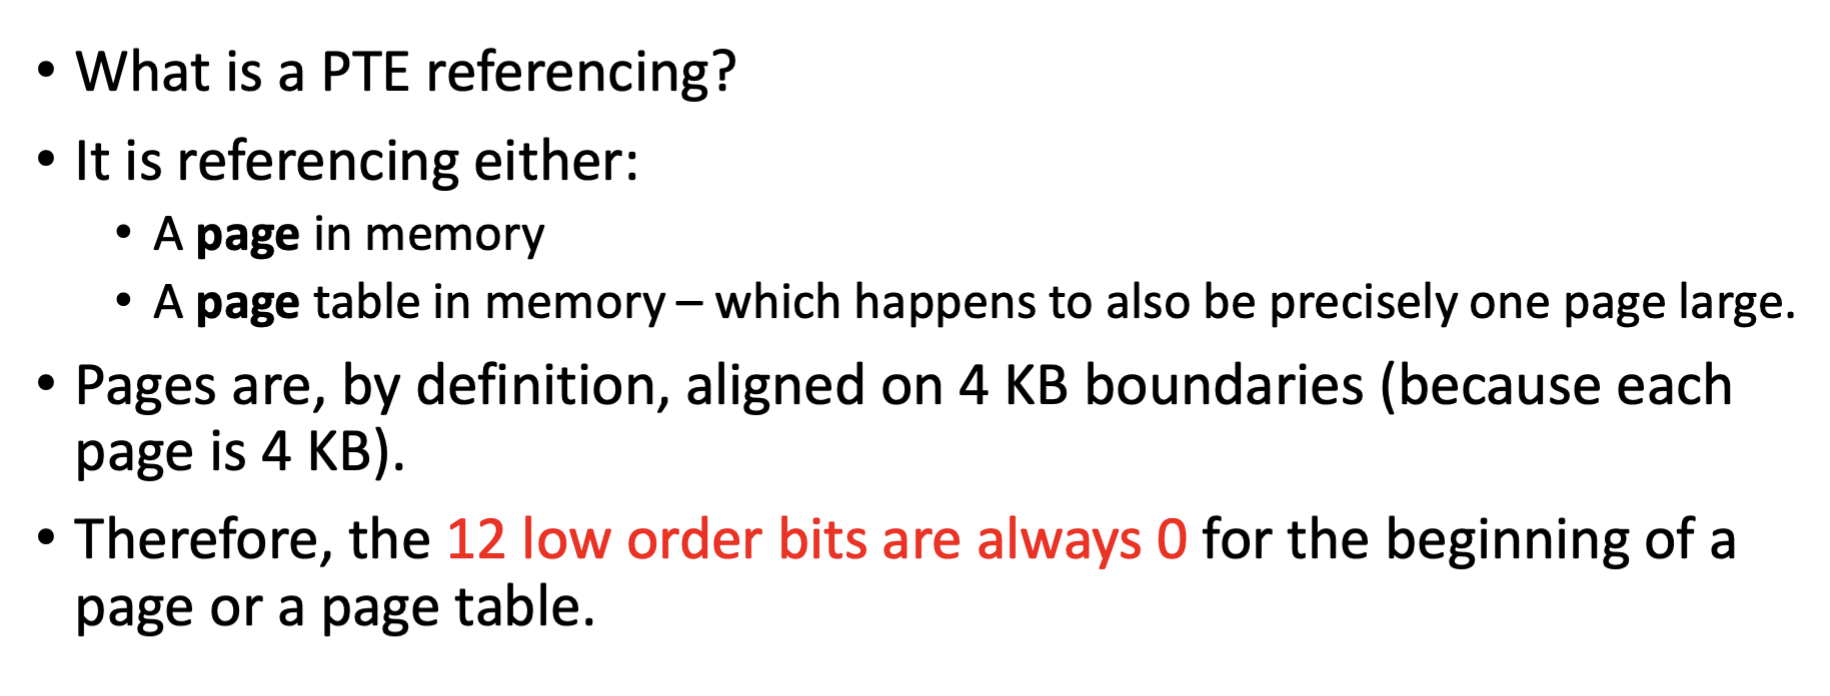 • What is a PTE referencing?
• It is referencing either:
• A page in memory
• A page table in memory – which happens to also be precisely one page large.
• Pages are, by definition, aligned on 4 KB boundaries (because each
page is 4 KB).
• Therefore, the 12 low order bits are always 0 for the beginning of a
page or a page table.